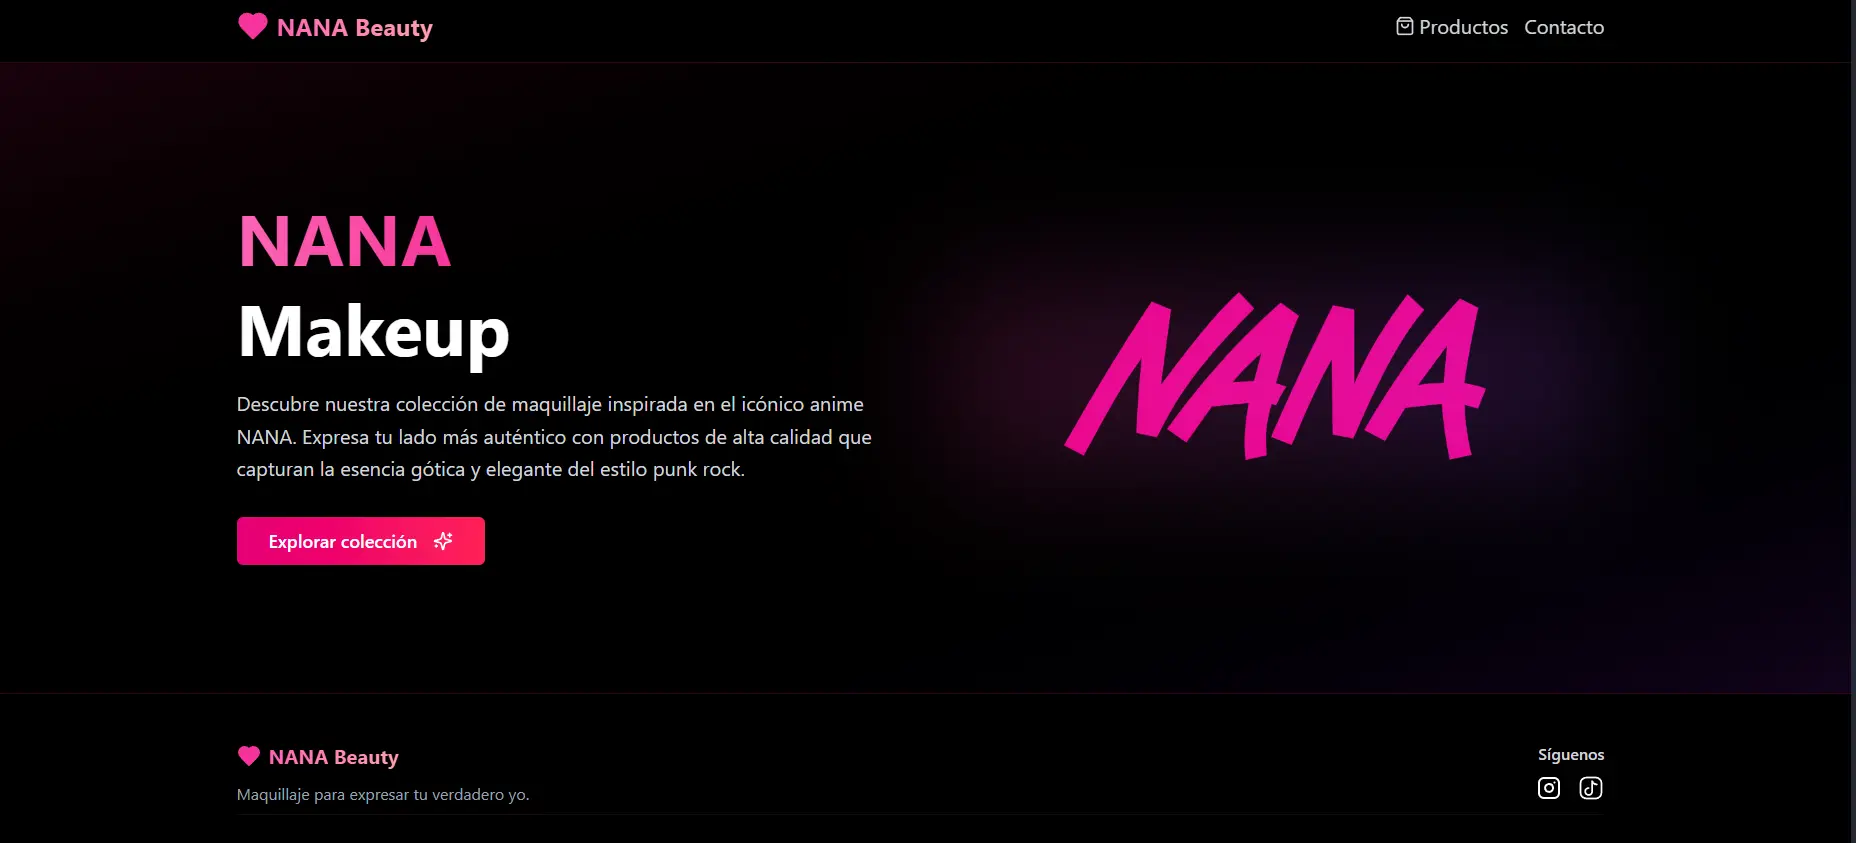 NANA Beauty
Productos
Contacto
NANA
Makeup
Descubre nuestra colección de maquillaje inspirada en el icónico anime
NANA. Expresa tu lado más auténtico con productos de alta calidad que
capturan la esencia gótica y elegante del estilo punk rock.
Explorar colección
NANA
NANA Beauty
Maquillaje para expresar tu verdadero yo.
Síguenos